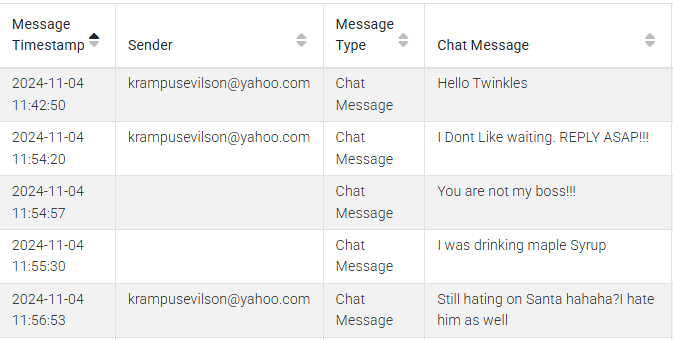 Message Timestamp Sender Message Type Chat Message
2024-11-04 11:42:50 krampusevilson@yahoo.com Chat Message Hello Twinkles
2024-11-04 11:54:20 krampusevilson@yahoo.com Chat Message I Dont Like waiting. REPLY ASAP!!!
2024-11-04 11:54:57 Chat Message You are not my boss!!!
2024-11-04 11:55:30 Chat Message I was drinking maple Syrup
2024-11-04 11:56:53 krampusevilson@yahoo.com Chat Message Still hating on Santa hahaha?I hate him as well